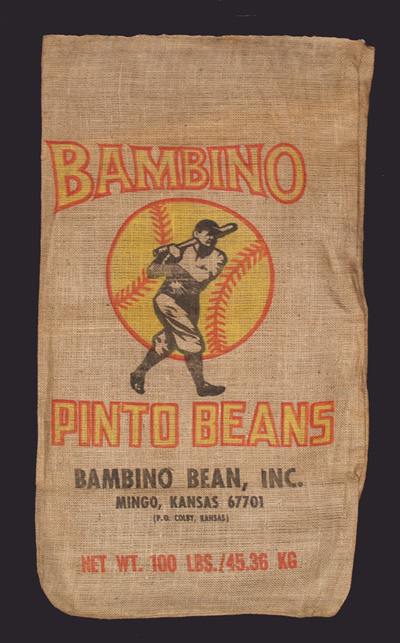 BAMBINO
PINTO BEANS
BAMBINO BEAN, INC.
MINGO, KANSAS 67701
(P.O. COLBY, KANSAS)
NET WT. 100 LBS./45.36 KG